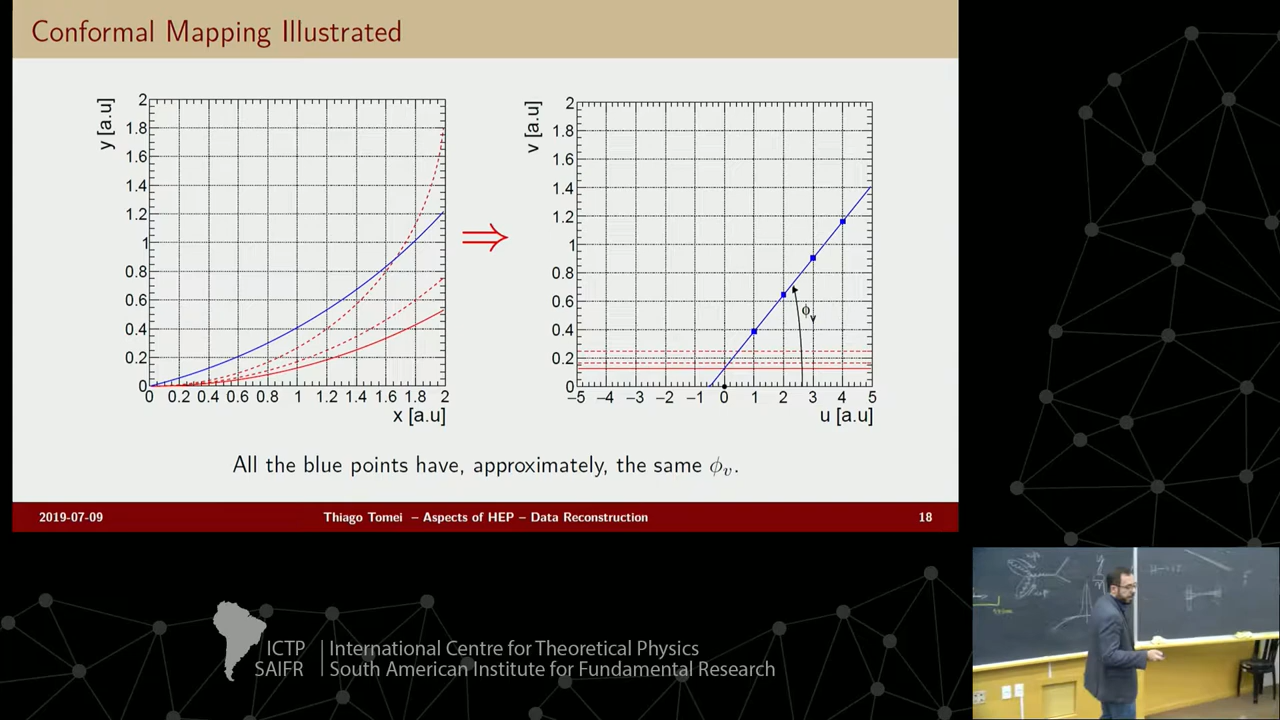 Conformal Mapping Illustrated
y [a.u]
2
1.8
1.6
1.4
1.2
1
0.8
0.6
0.4
0.2
0
0 0.2 0.4 0.6 0.8 1 1.2 1.4 1.6 1.8 2
x [a.u]
⇒
v [a.u]
2
1.8
1.6
1.4
1.2
1
0.8
0.6
0.4
0.2
0
ϕv
−5 −4 −3 −2 −1 0 1 2 3 4 5
u [a.u]
All the blue points have, approximately, the same ϕv.
2019-07-09 Thiago Tomei – Aspects of HEP – Data Reconstruction 18
ICTP International Centre for Theoretical Physics
SAIFR South American Institute for Fundamental Research